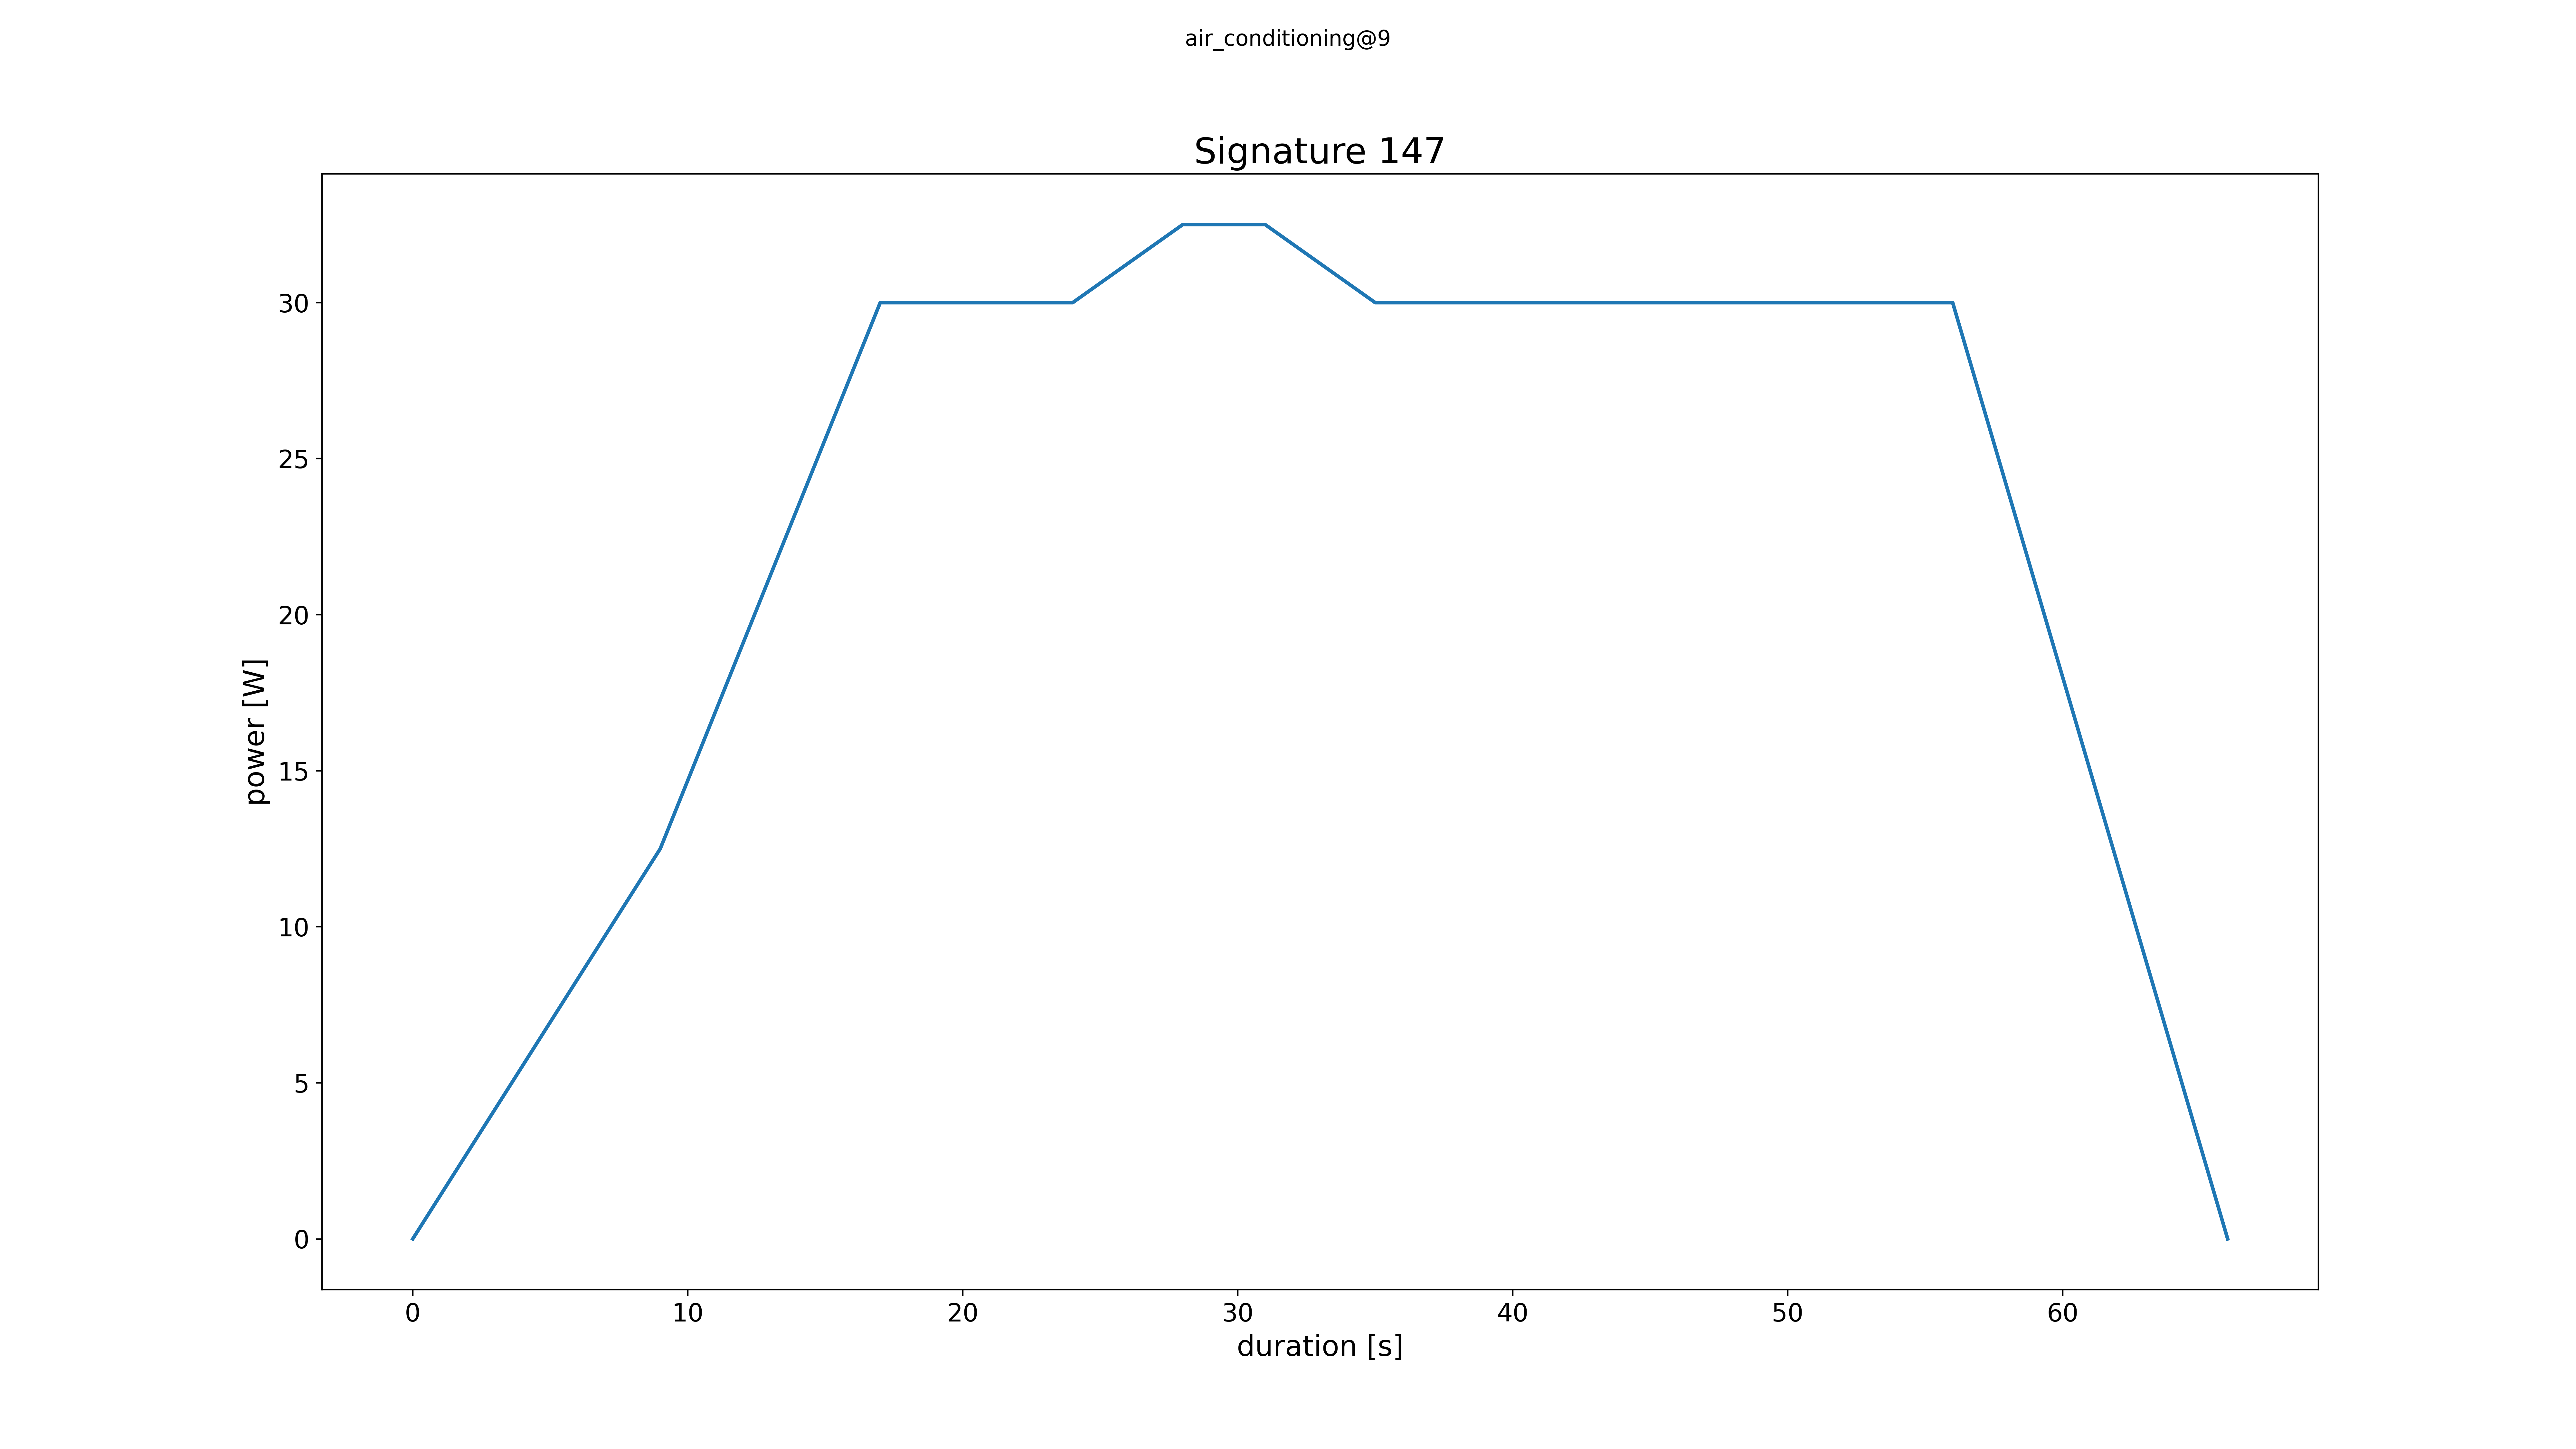 air_conditioning@9
Signature 147
power [W]
30
25
20
15
10
5
0
0 10 20 30 40 50 60
duration [s]